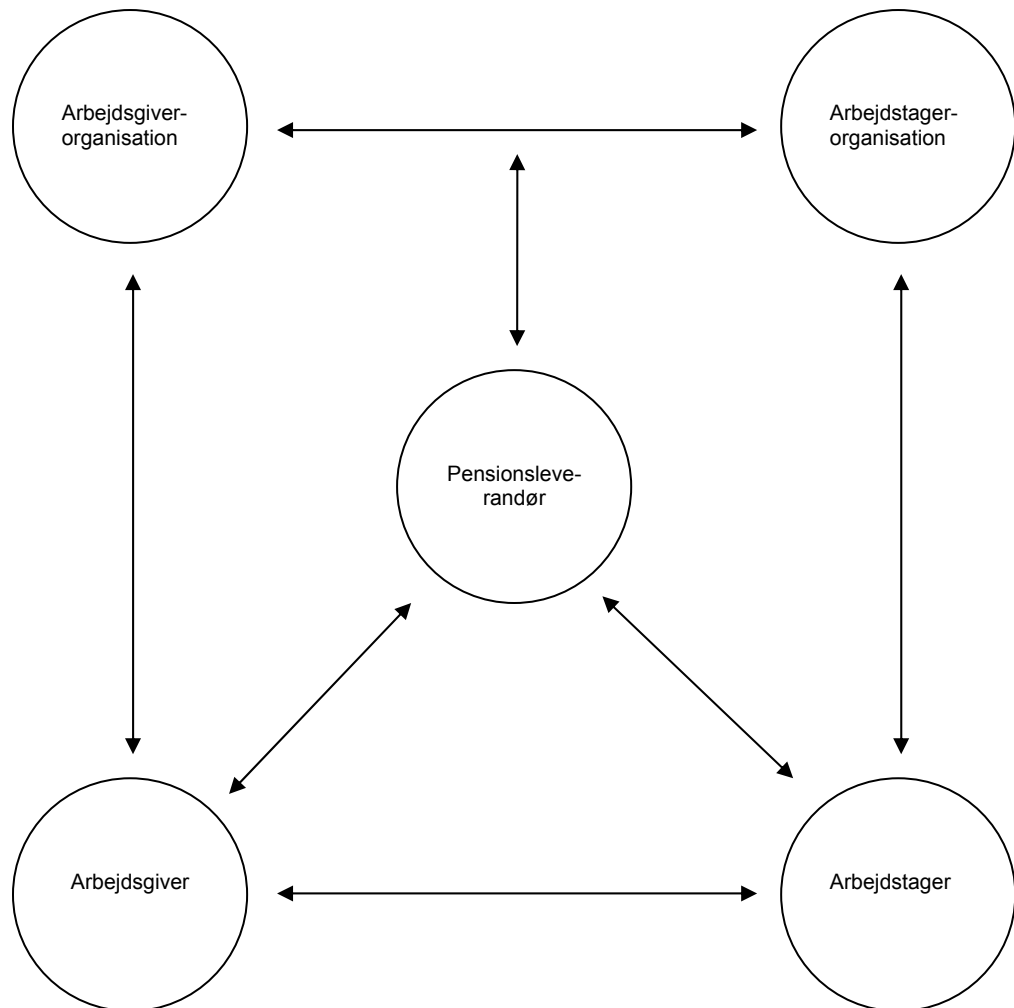 Arbejdsgiver-
organisation
Arbejdstager-
organisation
Pensionsleve-
randør
Arbejdsgiver
Arbejdstager